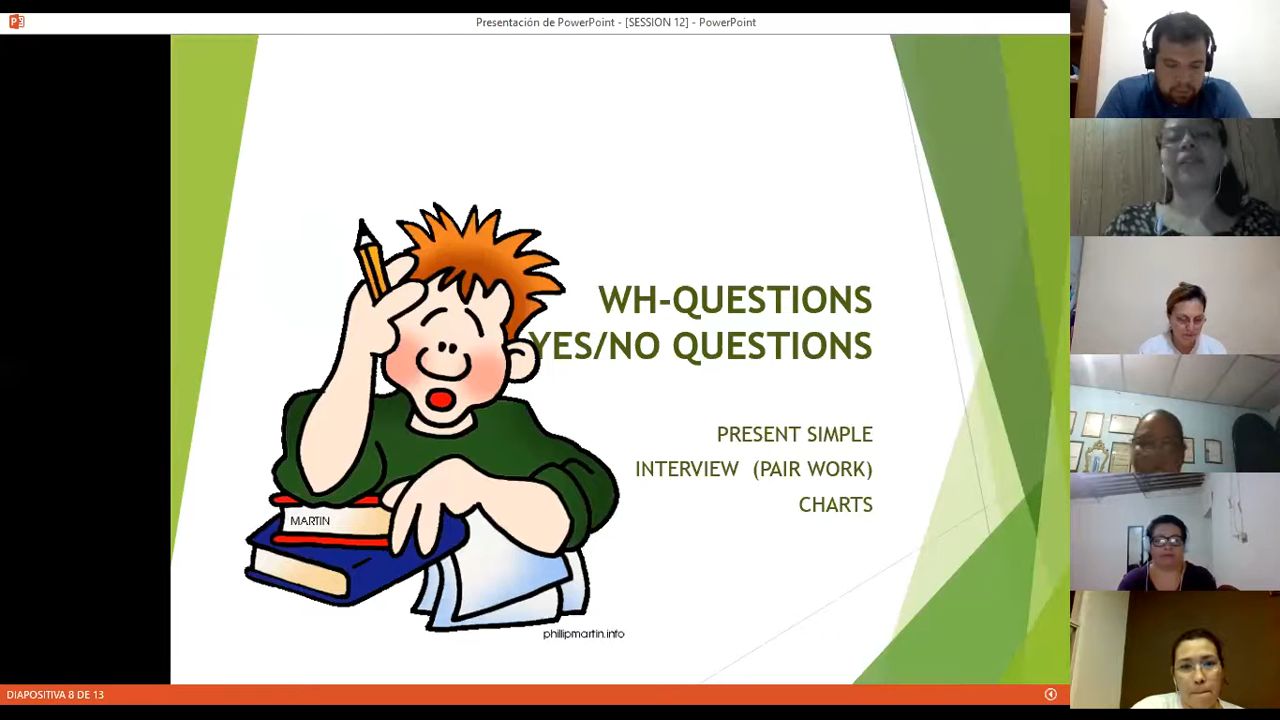 Presentación de PowerPoint - [SESSION 12] - PowerPoint
WH-QUESTIONS
YES/NO QUESTIONS
PRESENT SIMPLE
INTERVIEW (PAIR WORK)
CHARTS
MARTIN
phillipmartin.info
DIAPOSITIVA 8 DE 13